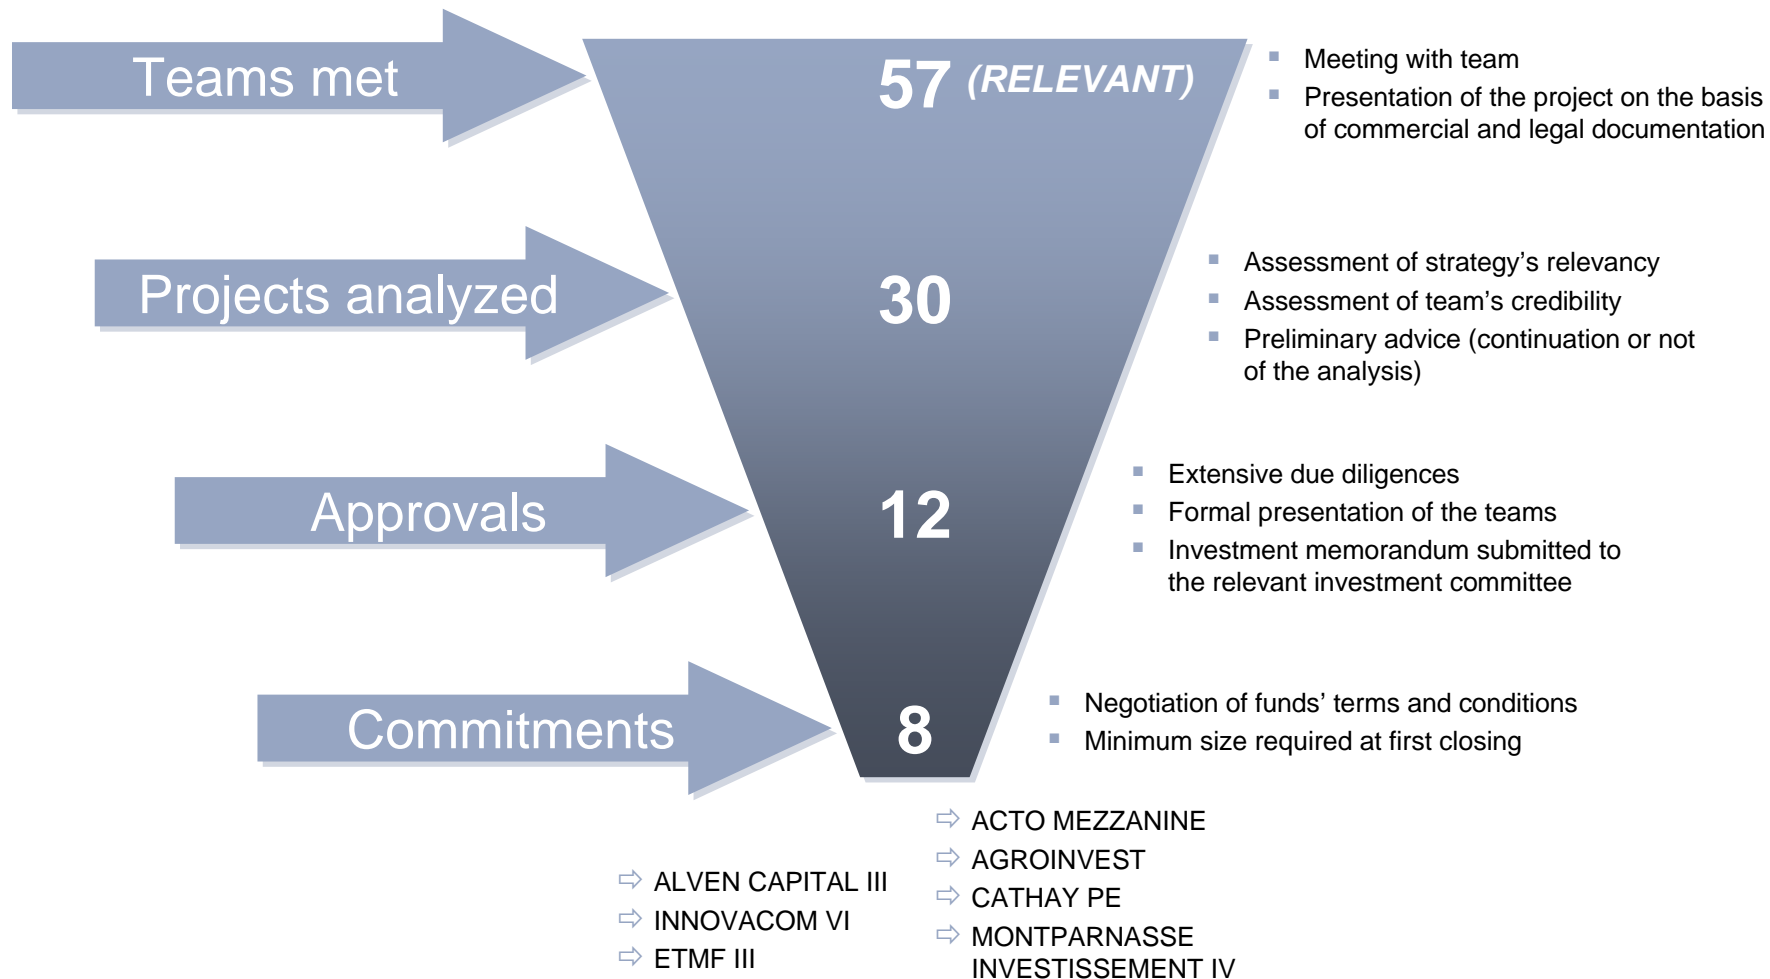 Teams met
57 (RELEVANT)
Meeting with team
Presentation of the project on the basis
of commercial and legal documentation
Projects analyzed
30
Assessment of strategy’s relevancy
Assessment of team’s credibility
Preliminary advice (continuation or not
of the analysis)
Approvals
12
Extensive due diligences
Formal presentation of the teams
Investment memorandum submitted to
the relevant investment committee
Commitments
8
Negotiation of funds’ terms and conditions
Minimum size required at first closing
ALVEN CAPITAL III
INNOVACOM VI
ETMF III
ACTO MEZZANINE
AGROINVEST
CATHAY PE
MONTPARNASSE
INVESTISSEMENT IV